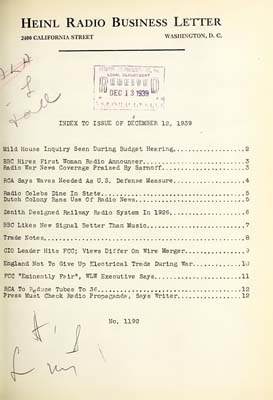 HEINL RADIO BUSINESS LETTER
2400 CALIFORNIA STREET WASHINGTON, D. C.
LEGAL DEPARTMENT
RECEIVED
DEC 13 1939
INDEX TO ISSUE OF DECEMBER 12, 1939
Mild House Inquiry Seen During Budget Hearing.................2
BBC Hires First Woman Radio Announcer.........................3
Radio War News Coverage Praised By Sarnoff....................3
RCA Says Waves Needed As U.S. Defense Measure.................4
Radio Celebs Dine In State....................................5
Dutch Colony Bans Use Of Radio News...........................5
Zenith Designed Railway Radio System In 1926..................6
BBC Likes New Signal Better Than Music........................7
Trade Notes...................................................8
CIO Leader Hits FCC; Views Differ On Wire Merger..............9
England Not To Give Up Electrical Trade During War...........10
FCC "Eminently Fair", WLW Executive Says.....................11
RCA To Reduce Tubes To 36....................................12
Press Must Check Radio Propaganda, Says Writer...............12
No. 1190